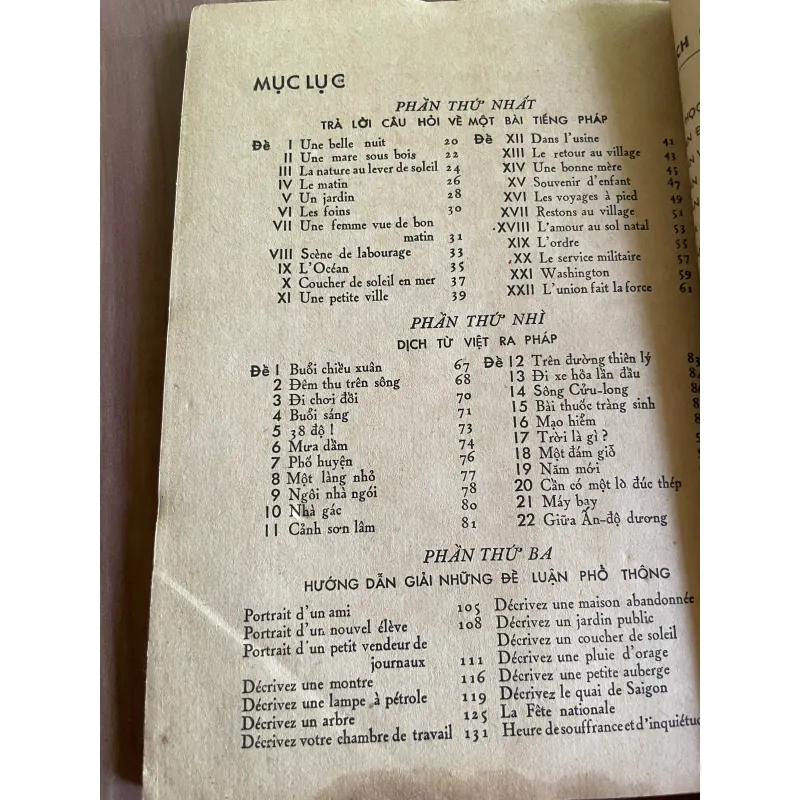 MỤC LỤC
PHẦN THỨ NHẤT
TRẢ LỜI CÂU HỎI VỀ MỘT BÀI TIẾNG PHÁP
Đề I Une belle nuit 20
II Une mare sous bois 22
III La nature au lever de soleil 24
IV Le matin 26
V Un jardin 28
VI Les foins 30
VII Une femme vue de bon
matin 31
VIII Scène de labourage 33
IX L'Océan 35
X Coucher de soleil en mer 37
XI Une petite ville 39
Đề XII Dans l'usine 41
XIII Le retour au village 43
XIV Une bonne mère 45
XV Souvenir d'enfant 47
XVI Les voyages à pied 49
XVII Restons au village 51
XVIII L'amour au sol natal 53
XIX L'ordre 55
XX Le service militaire 57
XXI Washington 59
XXII L'union fait la force 61
PHẦN THỨ NHÌ
DỊCH TỪ VIỆT RA PHÁP
Đề 1 Buổi chiều xuân 67
2 Đêm thu trên sông 68
3 Đi chơi đồi 70
4 Buổi sáng 71
5 38 độ ! 73
6 Mưa dầm 74
7 Phố huyện 76
8 Một làng nhỏ 77
9 Ngôi nhà ngói 78
10 Nhà gác 80
11 Cảnh sơn lâm 81
Đề 12 Trên đường thiên lý
13 Đi xe hỏa lần đầu
14 Sông Cửu-long
15 Bài thuốc tràng sinh
16 Mạo hiểm
17 Trời là gì ?
18 Một đám giỗ
19 Năm mới
20 Cần có một lò đúc thép
21 Máy bay
22 Giữa Ấn-độ dương
PHẦN THỨ BA
HƯỚNG DẪN GIẢI NHỮNG ĐỀ LUẬN PHỔ THÔNG
Portrait d'un ami 105
Portrait d'un nouvel élève 108
Portrait d'un petit vendeur de
journaux 111
Décrivez une montre 116
Décrivez une lampe à pétrole 119
Décrivez un arbre 125
Décrivez votre chambre de travail 131
Décrivez une maison abandonnée
Décrivez un jardin public
Décrivez un coucher de soleil
Décrivez une pluie d'orage
Décrivez une petite auberge
Décrivez le quai de Saigon
La Fête nationale
Heure de souffrance et d'inquiétud